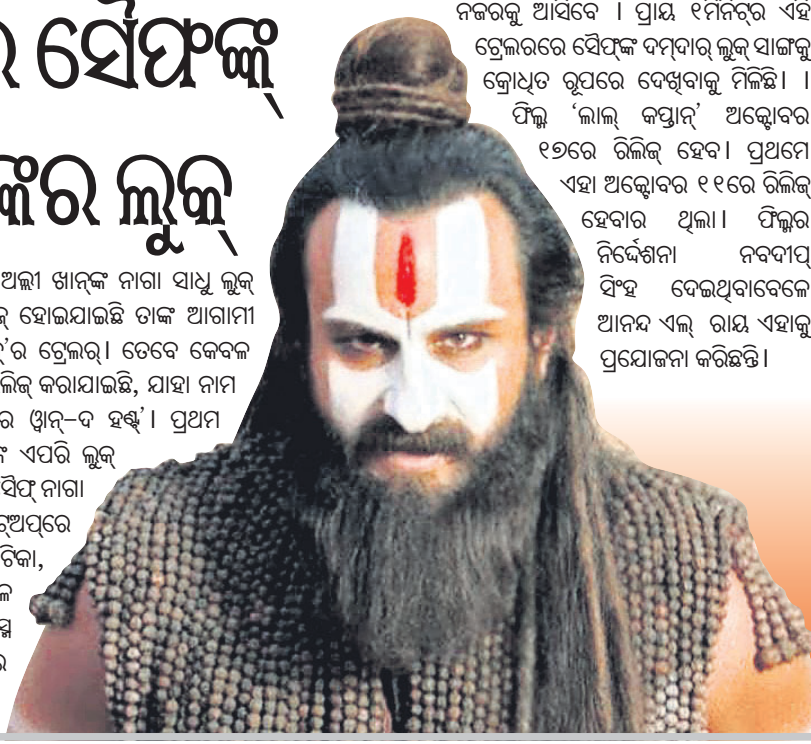 ସୈଫଙ୍କ
ଙ୍କର ଲୁକ୍
ଅଲ୍ଲୀ ଖାନ୍‌ଙ୍କ ନାଗା ସାଧୁ ଲୁକ୍
ହୋଇଯାଇଛି ତାଙ୍କ ଆଗାମୀ
’ର ଟ୍ରେଲର୍। ତେବେ କେବଳ
ଲିଜ୍ କରାଯାଇଛି, ଯାହା ନାମ
ର ୱାନ୍-ଦ ହଣ୍ଟ’। ପ୍ରଥମ
ଏପରି ଲୁକ୍
ସୈଫ୍ ନାଗା
ଟ୍‌ଅପ୍‌ରେ
ଟିକା,
ନଜରକୁ ଆସିବେ । ପ୍ରାୟ ୧ମିନିଟ୍‌ର ଏହି
ଟ୍ରେଲରରେ ସୈଫ୍‌ଙ୍କ ଦମ୍‌ଦାର୍ ଲୁକ୍ ସାଙ୍ଗକୁ
କ୍ରୋଧିତ ରୂପରେ ଦେଖିବାକୁ ମିଳିଛି। ।
ଫିଲ୍ମ ‘ଲାଲ୍ କପ୍ତାନ୍’ ଅକ୍ଟୋବର
୧୭ରେ ରିଲିଜ୍ ହେବ। ପ୍ରଥମେ
ଏହା ଅକ୍ଟୋବର ୧୧ରେ ରିଲିଜ୍
ହେବାର ଥିଲା। ଫିଲ୍ମର
ନିର୍ଦ୍ଦେଶନା ନବଦୀପ୍
ସିଂହ ଦେଇଥିବାବେଳେ
ଆନନ୍ଦ ଏଲ୍ ରାୟ ଏହାକୁ
ପ୍ରଯୋଜନା କରିଛନ୍ତି।